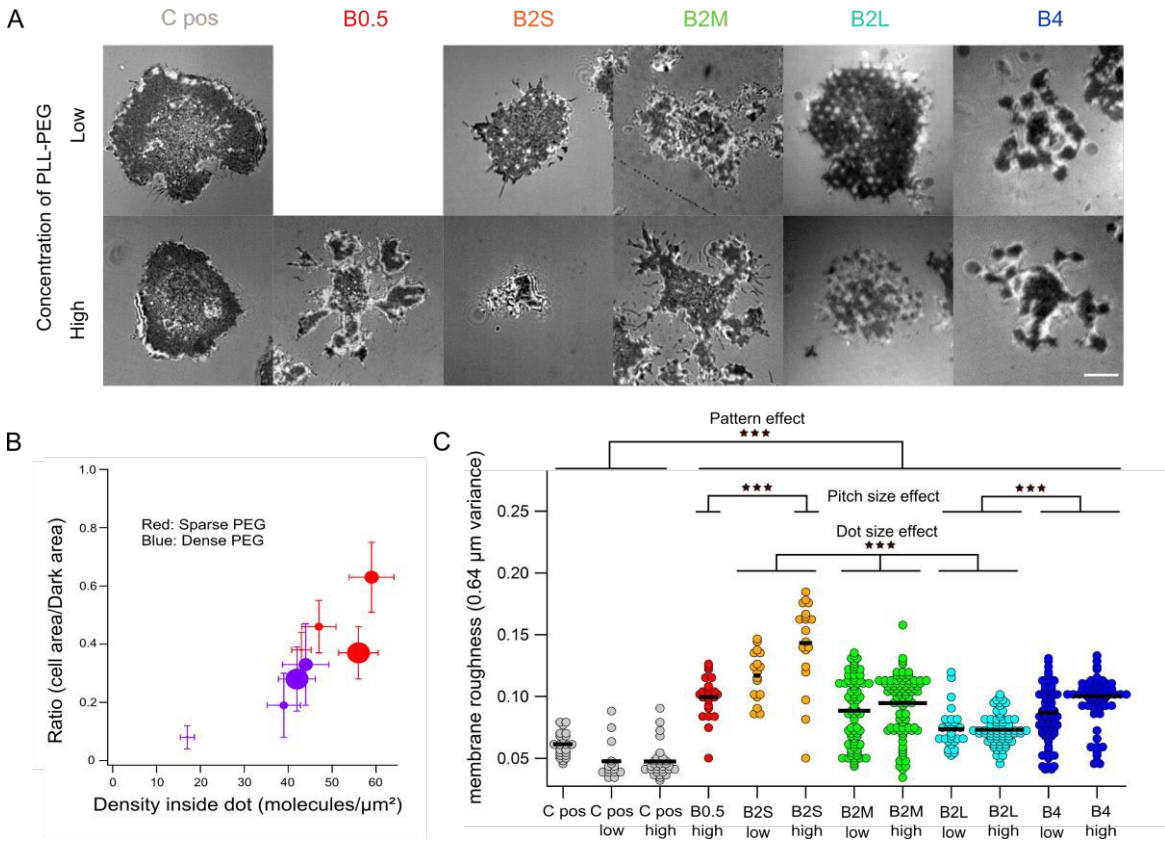 A
C pos B0.5 B2S B2M B2L B4
Concentration of PLL-PEG
Low
High
B
Ratio (cell area/Dark area)
1.0
0.8
0.6
0.4
0.2
0
Red: Sparse PEG
Blue: Dense PEG
0 10 20 30 40 50 60
Density inside dot (molecules/µm²)
C
Pattern effect
★★★
★★★ Pitch size effect ★★★
Dot size effect
★★★
membrane roughness (0.64 µm variance)
0.25
0.20
0.15
0.10
0.05
C pos
C pos low
C pos high
B0.5 high
B2S low
B2S high
B2M low
B2M high
B2L low
B2L high
B4 low
B4 high